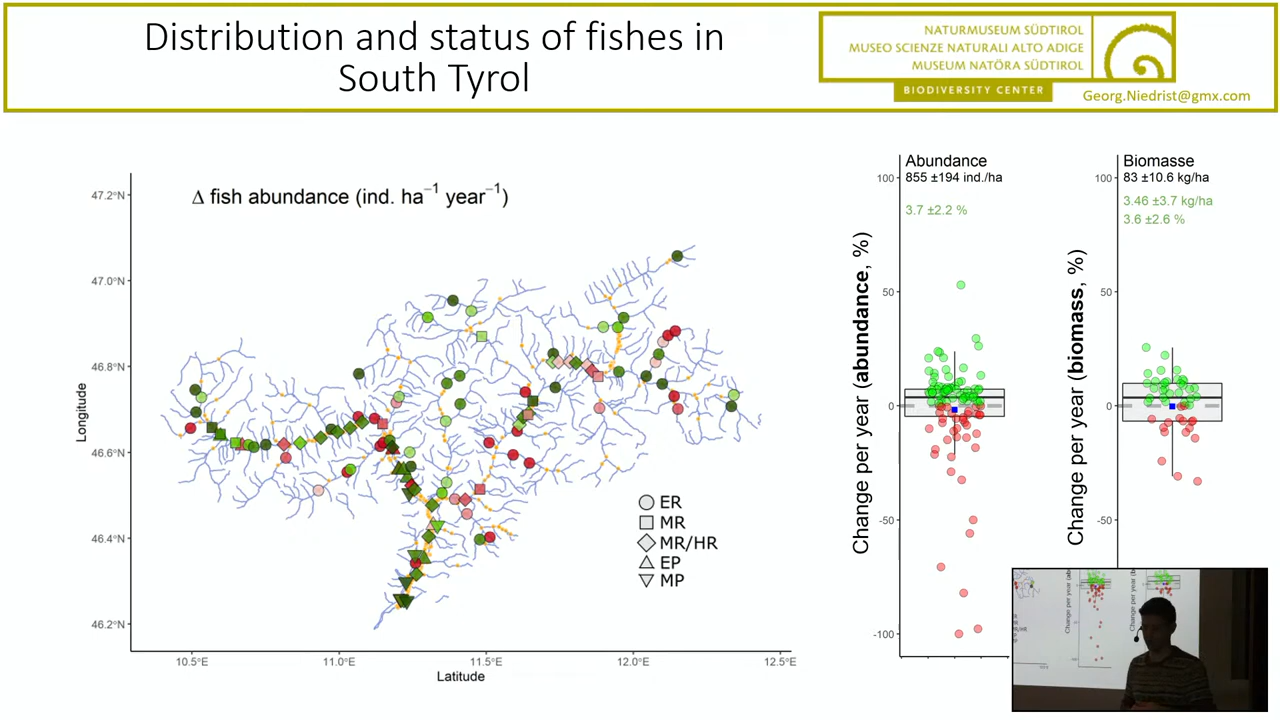 Distribution and status of fishes in
South Tyrol
NATURMUSEUM SÜDTIROL
MUSEO SCIENZE NATURALI ALTO ADIGE
MUSEUM NATÖRA SÜDTIROL
BIODIVERSITY CENTER
Georg.Niedrist@gmx.com
Δ fish abundance (ind. ha⁻¹ year⁻¹)
47.2°N
47.0°N
46.8°N
46.6°N
46.4°N
46.2°N
Longitude
10.5°E
11.0°E
11.5°E
12.0°E
12.5°E
Latitude
ER
MR
MR/HR
EP
MP
Abundance
855 ±194 ind./ha
3.7 ±2.2 %
Change per year (abundance, %)
100
50
0
-50
-100
Biomasse
83 ±10.6 kg/ha
3.46 ±3.7 kg/ha
3.6 ±2.6 %
Change per year (biomass, %)
100
50
0
-50